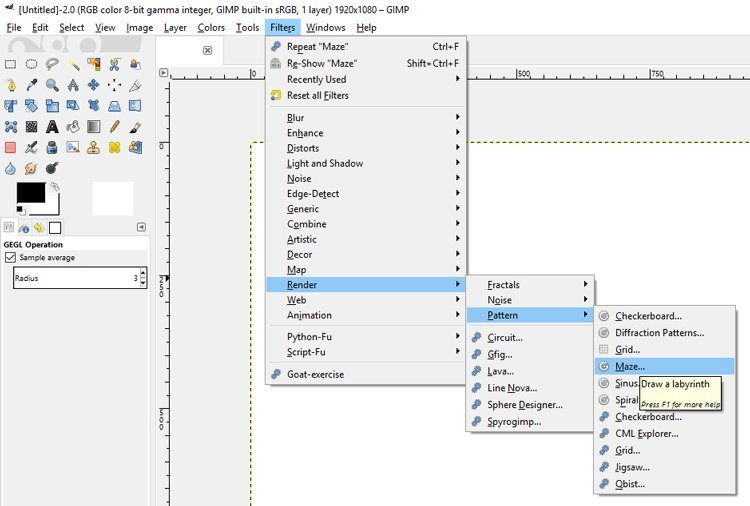 [Untitled]-2.0 (RGB color 8-bit gamma integer, GIMP built-in sRGB, 1 layer) 1920x1080 – GIMP
File Edit Select View Image Layer Colors Tools Filters Windows Help
Repeat "Maze" Ctrl+F
Re-Show "Maze" Shift+Ctrl+F
Recently Used
Reset all Filters
Blur
Enhance
Distorts
Light and Shadow
Noise
Edge-Detect
Generic
Combine
Artistic
Decor
Map
Render
Web
Animation
Python-Fu
Script-Fu
Goat-exercise
Fractals
Noise
Pattern
Circuit...
Gfig...
Lava...
Line Nova...
Sphere Designer...
Spyrogimp...
Checkerboard...
Diffraction Patterns...
Grid...
Maze...
Sinus
Spiral
Draw a labyrinth
Press F1 for more help
Checkerboard...
CML Explorer...
Grid...
Jigsaw...
Qbist...
GEGL Operation
Sample average
Radius 3
0
500
750
0
250
500